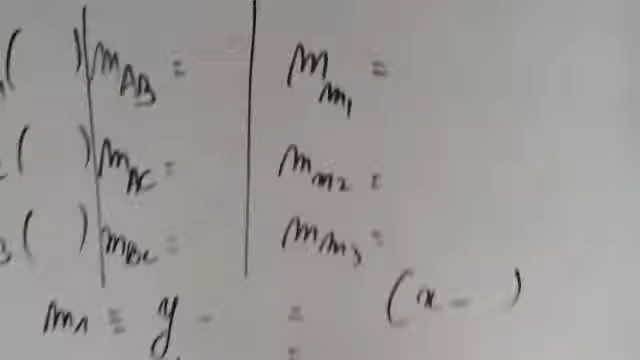 ( ) m_AB = m_m1 =
( ) m_AC = m_m2 =
( ) m_BC = m_m3 =
m_1 = y - = (x - )
=